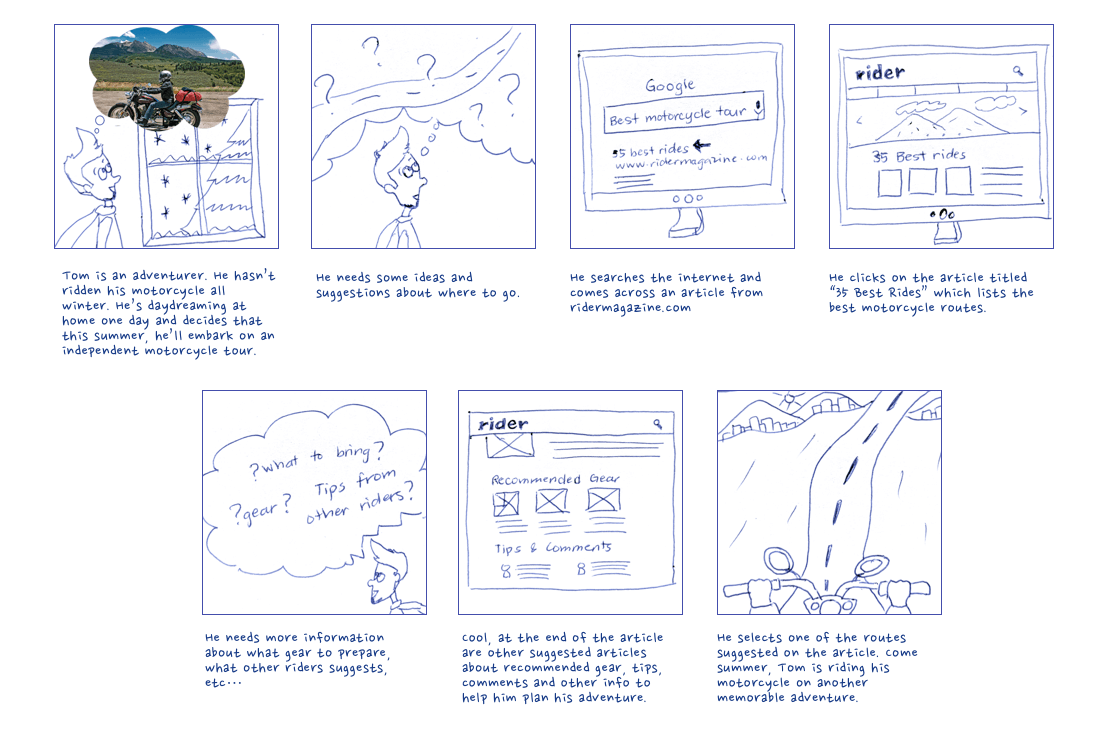 Google
Best motorcycle tour
35 best rides
www.ridermagazine.com
rider
35 Best rides
Tom is an adventurer. He hasn't
ridden his motorcycle all
winter. He's daydreaming at
home one day and decides that
this summer, he'll embark on an
independent motorcycle tour.
He needs some ideas and
suggestions about where to go.
He searches the internet and
comes across an article from
ridermagazine.com
He clicks on the article titled
"35 Best Rides" which lists the
best motorcycle routes.
?what to bring?
?gear?
Tips from
other riders?
rider
Recommended Gear
Tips & Comments
He needs more information
about what gear to prepare,
what other riders suggests,
etc...
cool, at the end of the article
are other suggested articles
about recommended gear, tips,
comments and other info to
help him plan his adventure.
He selects one of the routes
suggested on the article. Come
summer, Tom is riding his
motorcycle on another
memorable adventure.